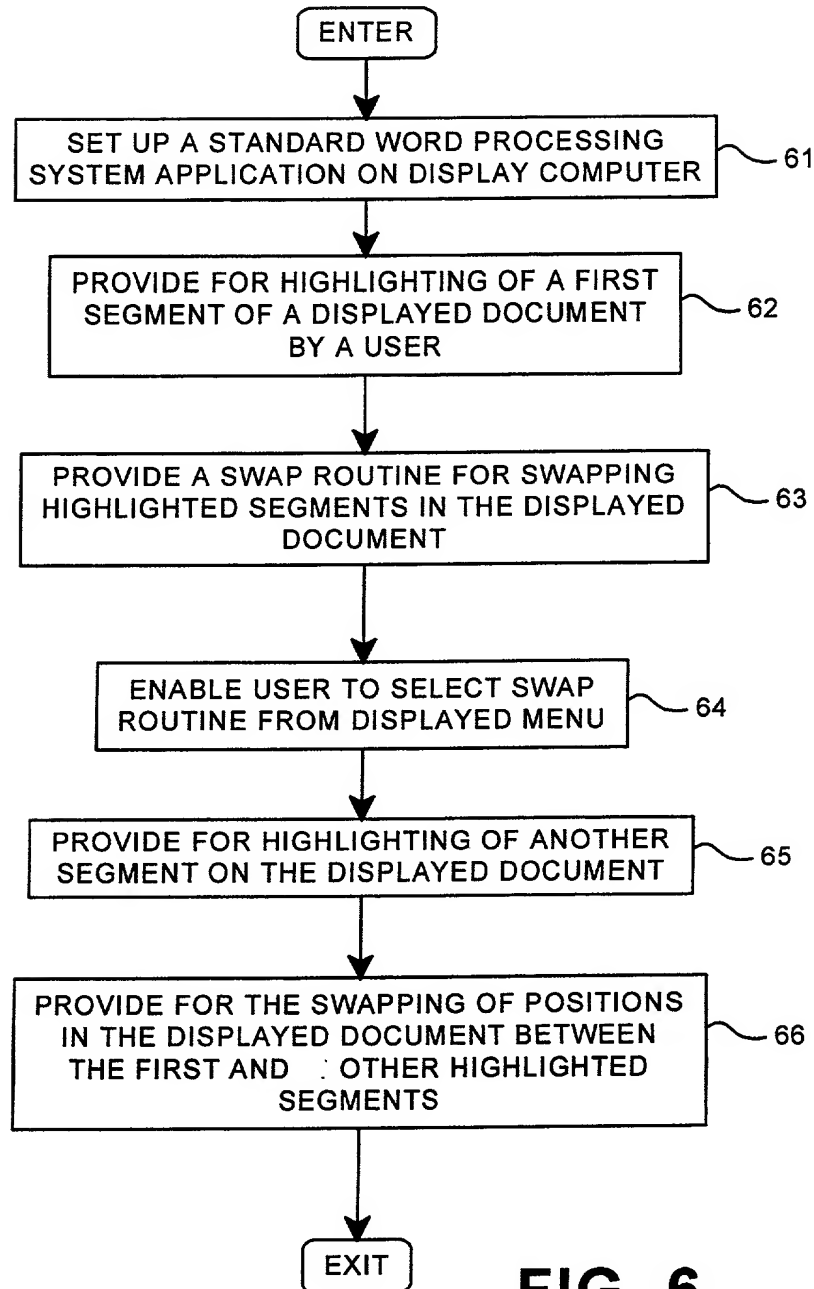 ENTER
SET UP A STANDARD WORD PROCESSING
SYSTEM APPLICATION ON DISPLAY COMPUTER
61
PROVIDE FOR HIGHLIGHTING OF A FIRST
SEGMENT OF A DISPLAYED DOCUMENT
BY A USER
62
PROVIDE A SWAP ROUTINE FOR SWAPPING
HIGHLIGHTED SEGMENTS IN THE DISPLAYED
DOCUMENT
63
ENABLE USER TO SELECT SWAP
ROUTINE FROM DISPLAYED MENU
64
PROVIDE FOR HIGHLIGHTING OF ANOTHER
SEGMENT ON THE DISPLAYED DOCUMENT
65
PROVIDE FOR THE SWAPPING OF POSITIONS
IN THE DISPLAYED DOCUMENT BETWEEN
THE FIRST AND OTHER HIGHLIGHTED
SEGMENTS
66
EXIT
FIG. 6